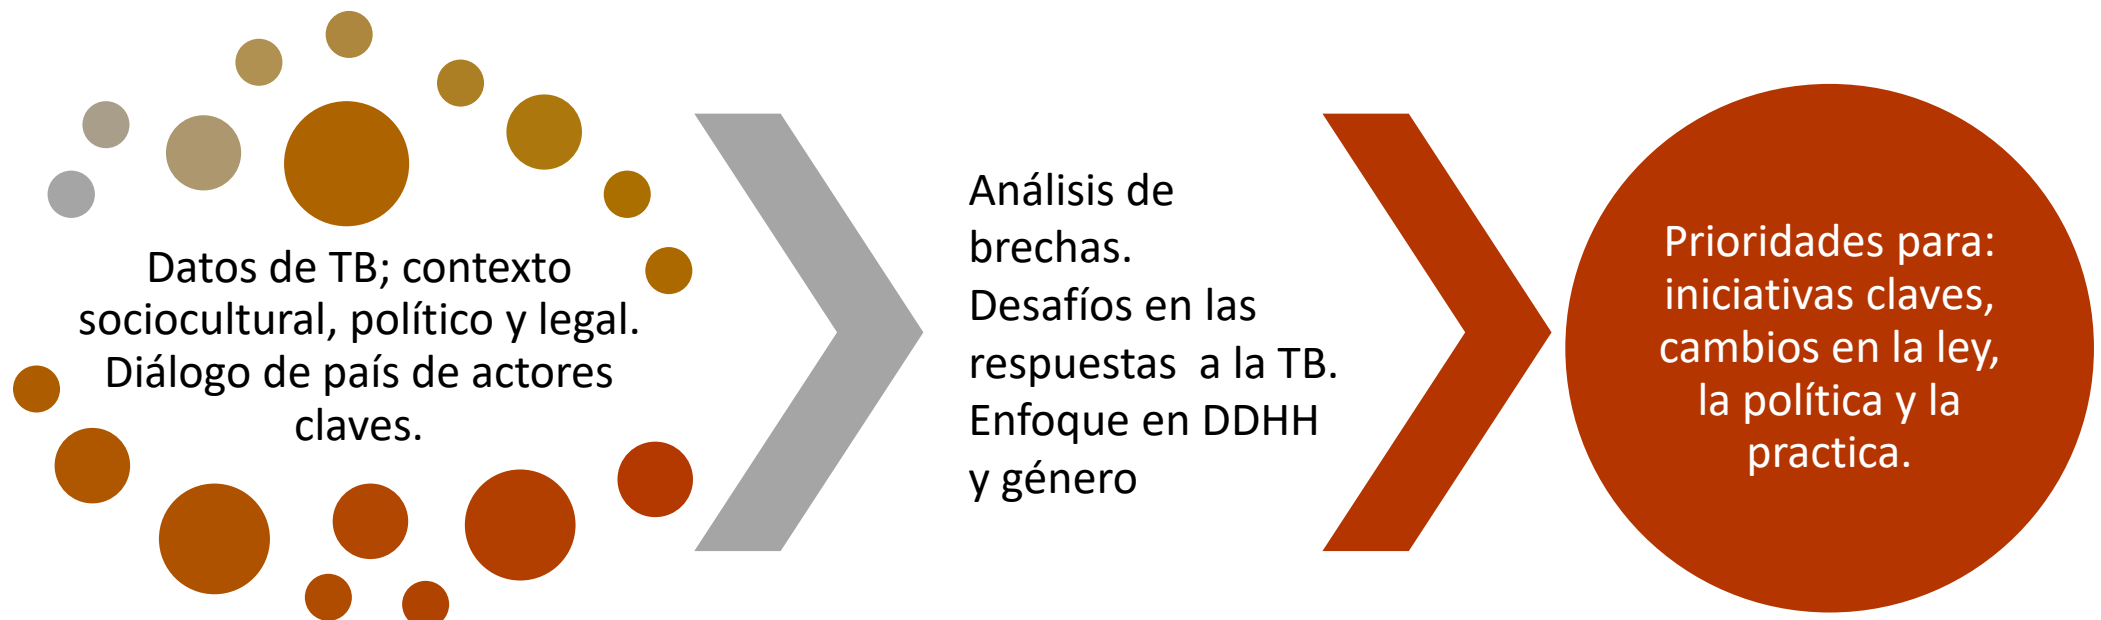 Datos de TB; contexto
sociocultural, político y legal.
Diálogo de país de actores
claves.
Análisis de
brechas.
Desafíos en las
respuestas  a la TB.
Enfoque en DDHH
y género
Prioridades para:
iniciativas claves,
cambios en la ley,
la política y la
practica.